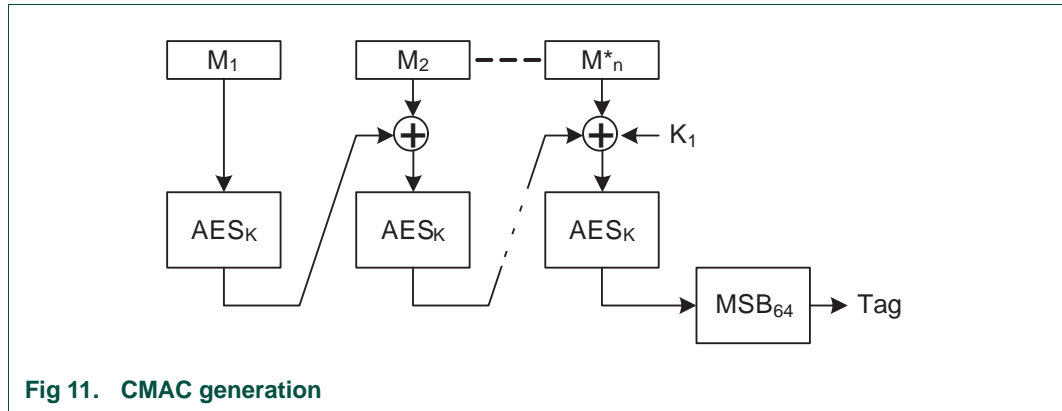 M1
M2
M*n
K1
AESK
AESK
AESK
MSB64
Tag
Fig 11. CMAC generation